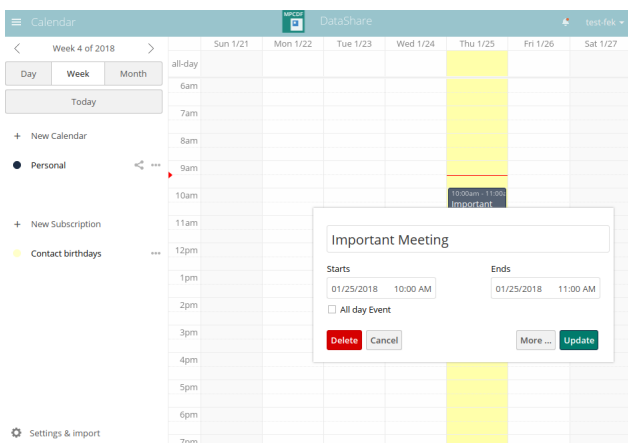 Calendar
MPCDF
DataShare
test-fek
Week 4 of 2018
Day Week Month
Today
+ New Calendar
Personal
+ New Subscription
Contact birthdays
Settings & import
Sun 1/21 Mon 1/22 Tue 1/23 Wed 1/24 Thu 1/25 Fri 1/26 Sat 1/27
all-day
6am
7am
8am
9am
10am
10:00am - 11:00a
Important
11am
12pm
1pm
2pm
3pm
4pm
5pm
6pm
7pm
Important Meeting
Starts Ends
01/25/2018 10:00 AM 01/25/2018 11:00 AM
All day Event
Delete Cancel More ... Update